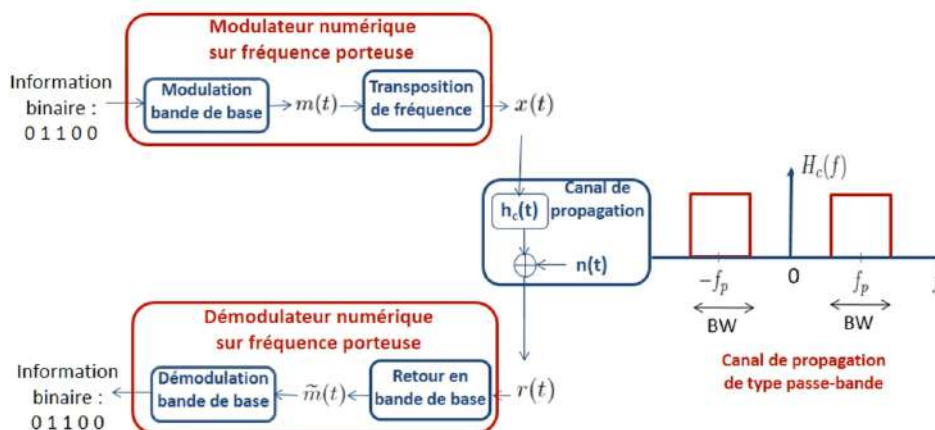 Modulateur numérique
sur fréquence porteuse
Information
binaire :
0 1 1 0 0
Modulation
bande de base
m(t)
Transposition
de fréquence
x(t)
Canal de
propagation
h_c(t)
n(t)
H_c(f)
-f_p
0
f_p
f
BW
BW
Canal de propagation
de type passe-bande
Démodulateur numérique
sur fréquence porteuse
Information
binaire :
0 1 1 0 0
Démodulation
bande de base
m̃(t)
Retour en
bande de base
r(t)